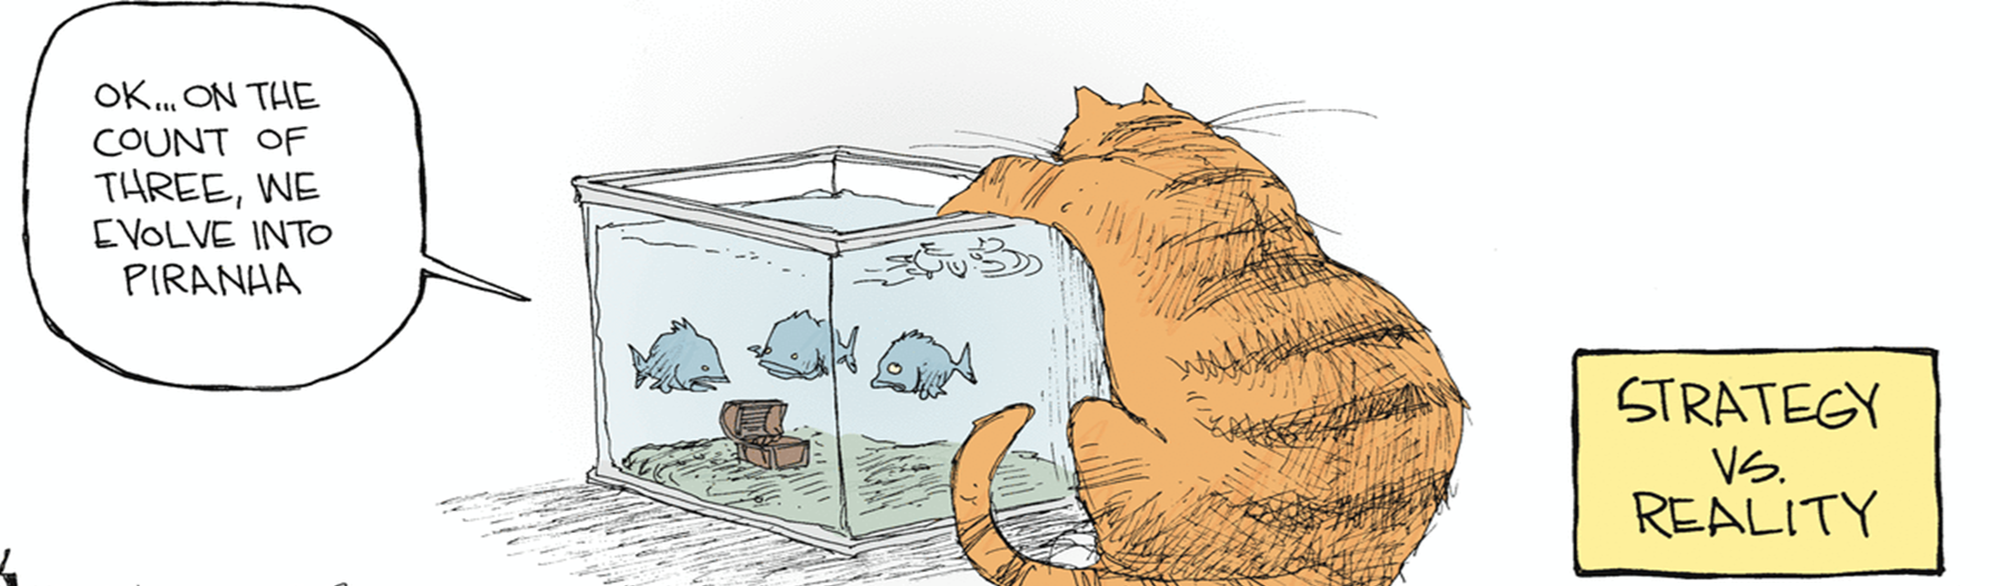 OK... ON THE
COUNT OF
THREE, WE
EVOLVE INTO
PIRANHA
STRATEGY
VS.
REALITY